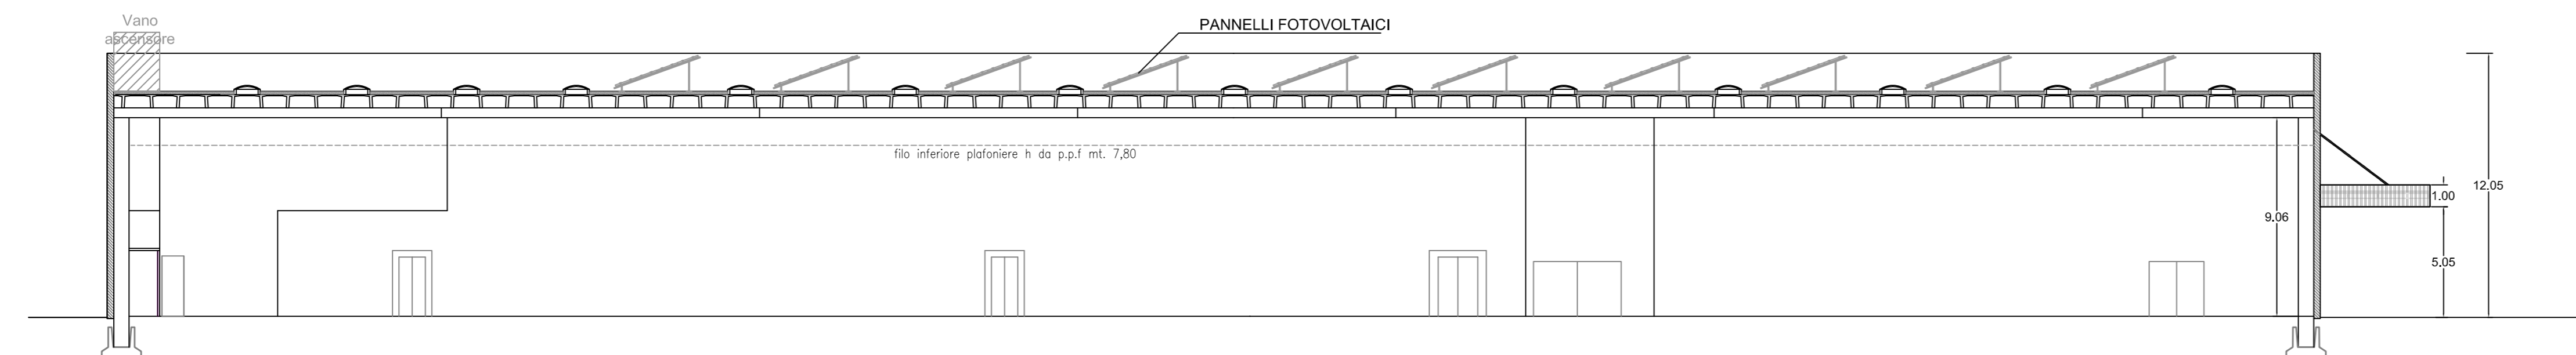 Vano
ascensore
PANNELLI FOTOVOLTAICI
filo inferiore plafoniere h da p.p.f mt. 7,80
12.05
1.00
9.06
5.05